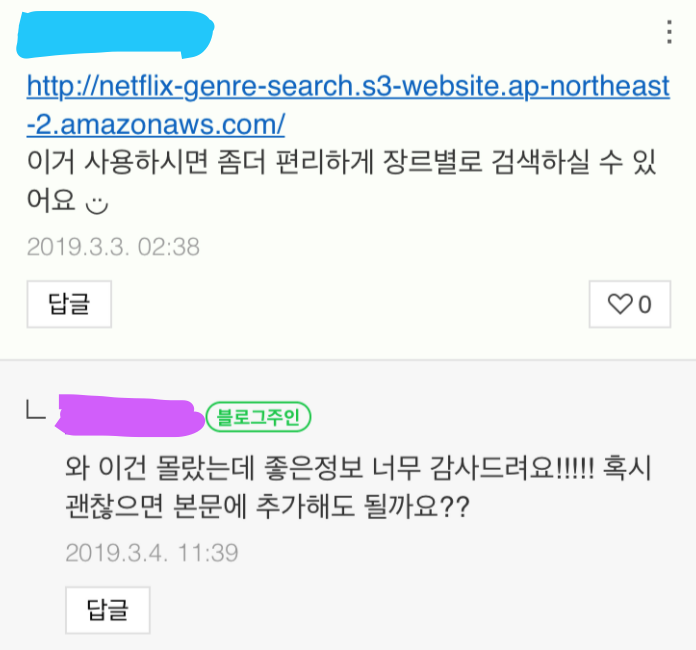 http://netflix-genre-search.s3-website.ap-northeast
-2.amazonaws.com/
이거 사용하시면 좀더 편리하게 장르별로 검색하실 수 있
어요
2019.3.3. 02:38
답글
0
블로그주인
와 이건 몰랐는데 좋은정보 너무 감사드려요!!!!! 혹시
괜찮으면 본문에 추가해도 될까요??
2019.3.4. 11:39
답글